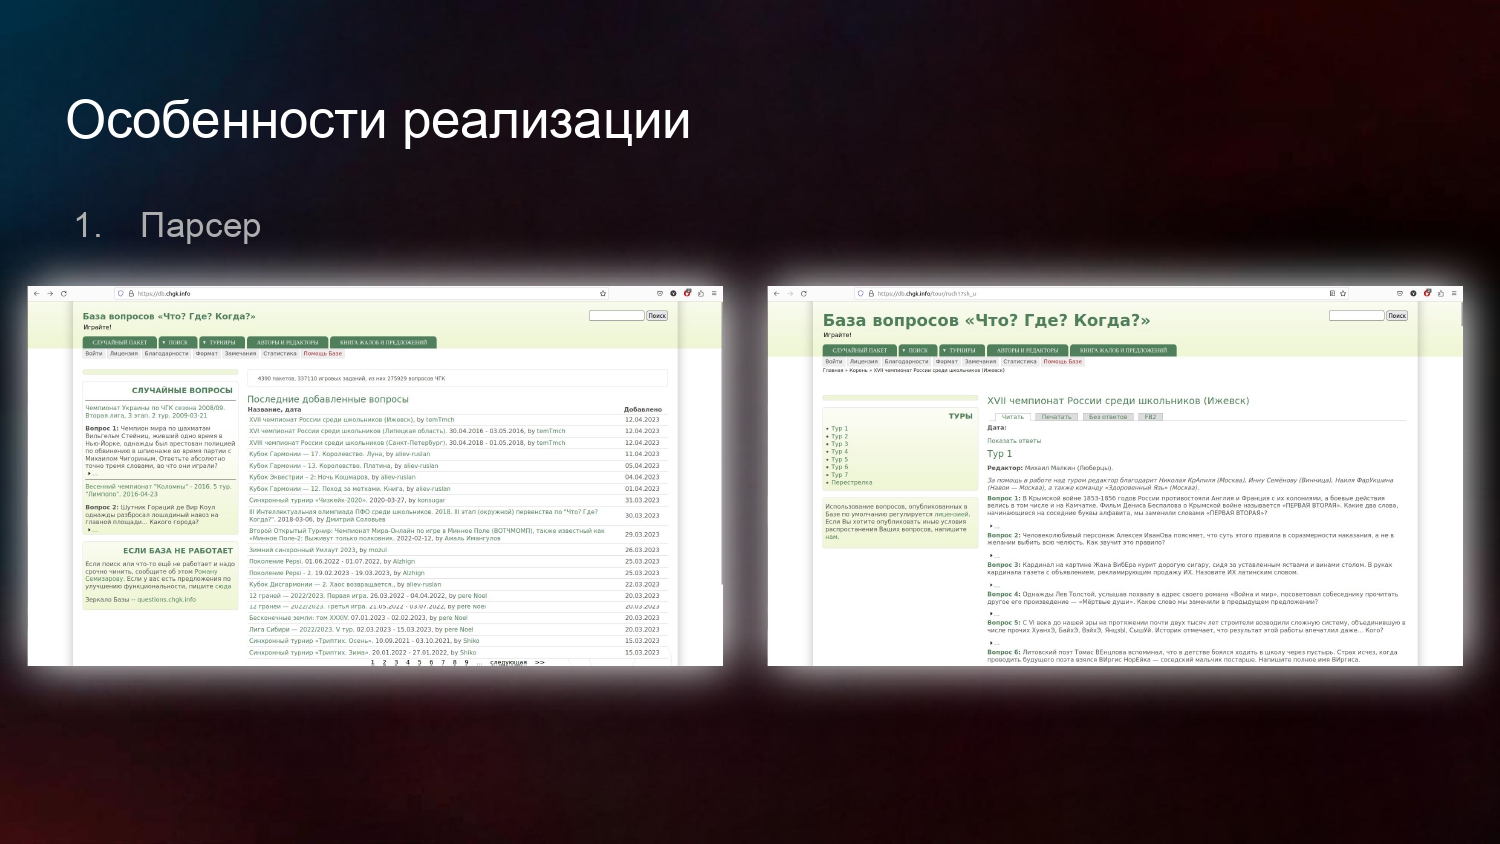 Особенности реализации
1. Парсер
https://db.chgk.info
База вопросов «Что? Где? Когда?»
Играйте!
Поиск
СЛУЧАЙНЫЙ ПАКЕТ ▾ ПОИСК ▾ ТУРНИРЫ АВТОРЫ И РЕДАКТОРЫ КНИГА ЖАЛОБ И ПРЕДЛОЖЕНИЙ
Войти Лицензия Благодарности Формат Замечания Статистика Помощь Базе
СЛУЧАЙНЫЕ ВОПРОСЫ
Чемпионат Украины по ЧГК сезона 2008/09.
Вторая лига, 3 этап. 2 тур. 2009-03-21
Вопрос 1: Чемпион мира по шахматам
Вильгельм Стейниц, живший одно время в
Нью-Йорке, однажды был арестован полицией
по обвинению в шпионаже во время партии с
Михаилом Чигориным. Ответьте абсолютно
точно тремя словами, во что они играли?
...
Весенний чемпионат "Коломны" - 2016. 5 тур.
"Лимпопо". 2016-04-23
Вопрос 2: Шутник Гораций де Вир Коул
однажды разбросал лошадиный навоз на
главной площади... Какого города?
...
ЕСЛИ БАЗА НЕ РАБОТАЕТ
Если поиск или что-то ещё не работает и надо
срочно чинить, сообщите об этом Роману
Семизарову. Если у вас есть предложения по
улучшению функциональности, пишите сюда
Зеркало Базы -- questions.chgk.info
4390 пакетов, 337110 игровых заданий, из них 275929 вопросов ЧГК
Последние добавленные вопросы
Название, дата Добавлено
XVII чемпионат России среди школьников (Ижевск), by temTmch 12.04.2023
XVI чемпионат России среди школьников (Липецкая область). 30.04.2016 - 03.05.2016, by temTmch 12.04.2023
XVIII чемпионат России среди школьников (Санкт-Петербург). 30.04.2018 - 01.05.2018, by temTmch 12.04.2023
Кубок Гармонии — 17. Королевство. Луна, by aliev-ruslan 11.04.2023
Кубок Гармонии - 13. Королевство. Платина, by aliev-ruslan 05.04.2023
Кубок Эквестрии - 2: Ночь Кошмаров, by aliev-ruslan 04.04.2023
Кубок Гармонии — 12. Поход за метками. Книга, by aliev-ruslan 01.04.2023
Синхронный турнир «Чизкейк-2020». 2020-03-27, by konsugar 31.03.2023
III Интеллектуальная олимпиада ПФО среди школьников. 2018. III этап (окружной) первенства по "Что? Где?
Когда?". 2018-03-06, by Дмитрий Соловьев 30.03.2023
Второй Открытый Турнир: Чемпионат Мира-Онлайн по игре в Минное Поле (ВОТЧМОМП), также известный как
«Минное Поле-2: Выживут только полковник. 2022-02-12, by Амаль Имангулов 29.03.2023
Зимний синхронный Умлаут 2023, by mozul 26.03.2023
Поколение Pepsi. 01.06.2022 - 01.07.2022, by Alzhign 25.03.2023
Поколение Pepsi - 2. 19.02.2023 - 19.03.2023, by Alzhign 25.03.2023
Кубок Дисгармонии — 2. Хаос возвращается., by aliev-ruslan 22.03.2023
12 граней — 2022/2023. Первая игра. 26.03.2022 - 04.04.2022, by pere Noel 20.03.2023
12 граней — 2022/2023. Третья игра. 21.05.2022 - 03.07.2022, by pere Noel 20.03.2023
Бесконечные земли: том XXXIV. 07.01.2023 - 02.02.2023, by pere Noel 20.03.2023
Лига Сибири — 2022/2023. V тур. 02.03.2023 - 15.03.2023, by pere Noel 20.03.2023
Синхронный турнир «Триптих. Осень». 10.09.2021 - 03.10.2021, by Shiko 15.03.2023
Синхронный турнир «Триптих. Зима». 20.01.2022 - 27.01.2022, by Shiko 15.03.2023
1 2 3 4 5 6 7 8 9 ... следующая >>
https://db.chgk.info/tour/ruch17sk_u
База вопросов «Что? Где? Когда?»
Играйте!
Поиск
СЛУЧАЙНЫЙ ПАКЕТ ▾ ПОИСК ▾ ТУРНИРЫ АВТОРЫ И РЕДАКТОРЫ КНИГА ЖАЛОБ И ПРЕДЛОЖЕНИЙ
Войти Лицензия Благодарности Формат Замечания Статистика Помощь Базе
Главная » Корень » XVII чемпионат России среди школьников (Ижевск)
ТУРЫ
• Тур 1
• Тур 2
• Тур 3
• Тур 4
• Тур 5
• Тур 6
• Тур 7
• Перестрелка
Использование вопросов, опубликованных в
Базе по умолчанию регулируется лицензией.
Если Вы хотите опубликовать иные условия
распространения Ваших вопросов, напишите
нам.
XVII чемпионат России среди школьников (Ижевск)
Читать Печатать Без ответов FB2
Дата:
Показать ответы
Тур 1
Редактор: Михаил Малкин (Люберцы).
За помощь в работе над туром редактор благодарит Николая КрАпиля (Москва), Инну Семёнову (Винница), Наиля ФарУкшина
(Навои — Москва), а также команду «Здоровенный Язь» (Москва).
Вопрос 1: В Крымской войне 1853-1856 годов России противостояли Англия и Франция с их колониями, а боевые действия
велись в том числе и на Камчатке. Фильм Дениса Беспалова о Крымской войне называется «ПЕРВАЯ ВТОРАЯ». Какие два слова,
начинающиеся на соседние буквы алфавита, мы заменили словами «ПЕРВАЯ ВТОРАЯ»?
...
Вопрос 2: Человеколюбивый персонаж Алексея ИванОва поясняет, что суть этого правила в соразмерности наказания, а не в
желании выбить всю челюсть. Как звучит это правило?
...
Вопрос 3: Кардинал на картине Жана ВибЕра курит дорогую сигару, сидя за уставленным яствами и винами столом. В руках
кардинала газета с объявлением, рекламирующим продажу ИХ. Назовите ИХ латинским словом.
...
Вопрос 4: Однажды Лев Толстой, услышав похвалу в адрес своего романа «Война и мир», посоветовал собеседнику прочитать
другое его произведение — «Мёртвые души». Какое слово мы заменили в предыдущем предложении?
...
Вопрос 5: С VI века до нашей эры на протяжении почти двух тысяч лет строители возводили сложную систему, объединившую в
числе прочих ХуанхЭ, БайхЭ, ВэйхЭ, ЯнцзЫ, СышУй. Историк отмечает, что результат этой работы впечатлил даже... Кого?
...
Вопрос 6: Литовский поэт Томас ВЕнцлова вспоминал, что в детстве боялся ходить в школу через пустырь. Страх исчез, когда
проводить будущего поэта взялся ВИргис НорЕйка — соседский мальчик постарше. Напишите полное имя ВИргиса.